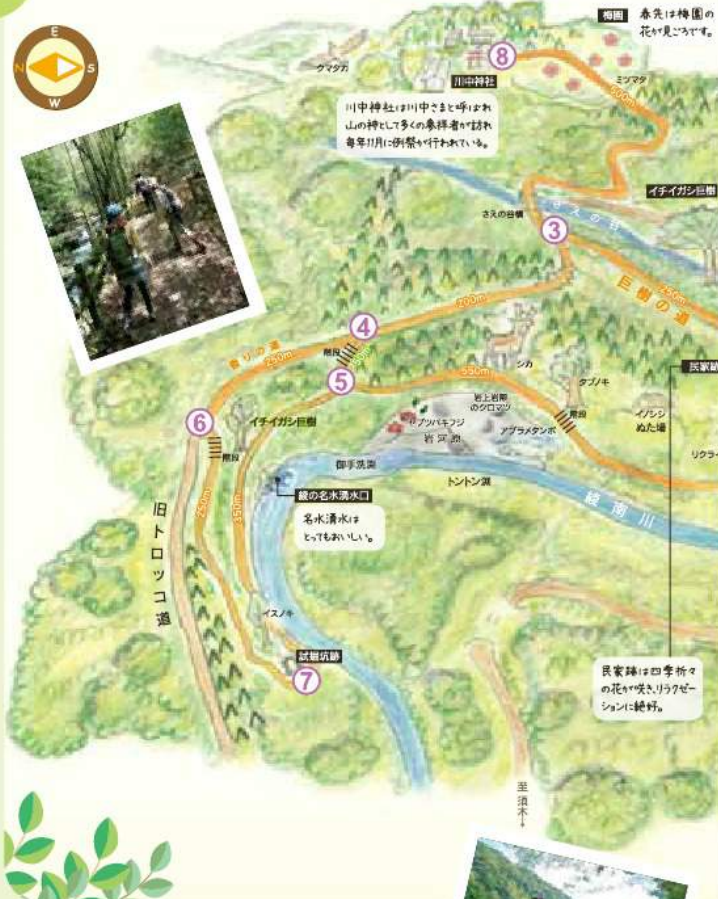 E
N
S
W
梅園
春先は梅園の
花が見ごろです。
クマタカ
8
川中神社
ミツマタ
500m
川中神社は川中さまと呼ばれ
山の神として多くの参拝者が訪れ
毎年11月に例祭が行われている。
イチイガシ巨樹
さえの谷橋
さえの谷
3
巨樹の道
200m
4
香りの道
250m
階段
5
シカ
550m
タブノキ
民家跡
6
イチイガシ巨樹
階段
岩上岩隙
のクロマツ
ヤブツバキフジ
アブラメタンポ
岩河原
階段
イノシシ
ぬた場
御手洗淵
トントン淵
綾の名水湧水口
綾南川
名水湧水は
とってもおいしい。
250m
350m
旧トロッコ道
イスノキ
試掘坑跡
7
民家跡は四季折々
の花が咲き、リラクゼー
ションに絶好。
至須木→